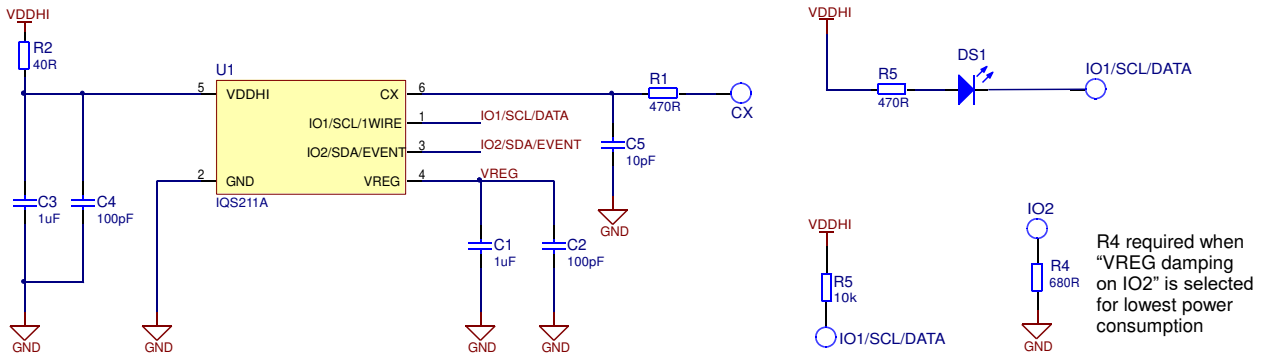 VDDHI
R2
40R
C3
1uF
C4
100pF
GND
GND
U1
5
VDDHI
CX
6
IO1/SCL/1WIRE
1
IO1/SCL/DATA
IO2/SDA/EVENT
3
IO2/SDA/EVENT
2
GND
VREG
4
VREG
IQS211A
R1
470R
CX
C5
10pF
GND
C1
1uF
C2
100pF
GND
GND
VDDHI
R5
470R
DS1
IO1/SCL/DATA
VDDHI
R5
10k
IO1/SCL/DATA
IO2
R4
680R
GND
R4 required when
“VREG damping
on IO2” is selected
for lowest power
consumption